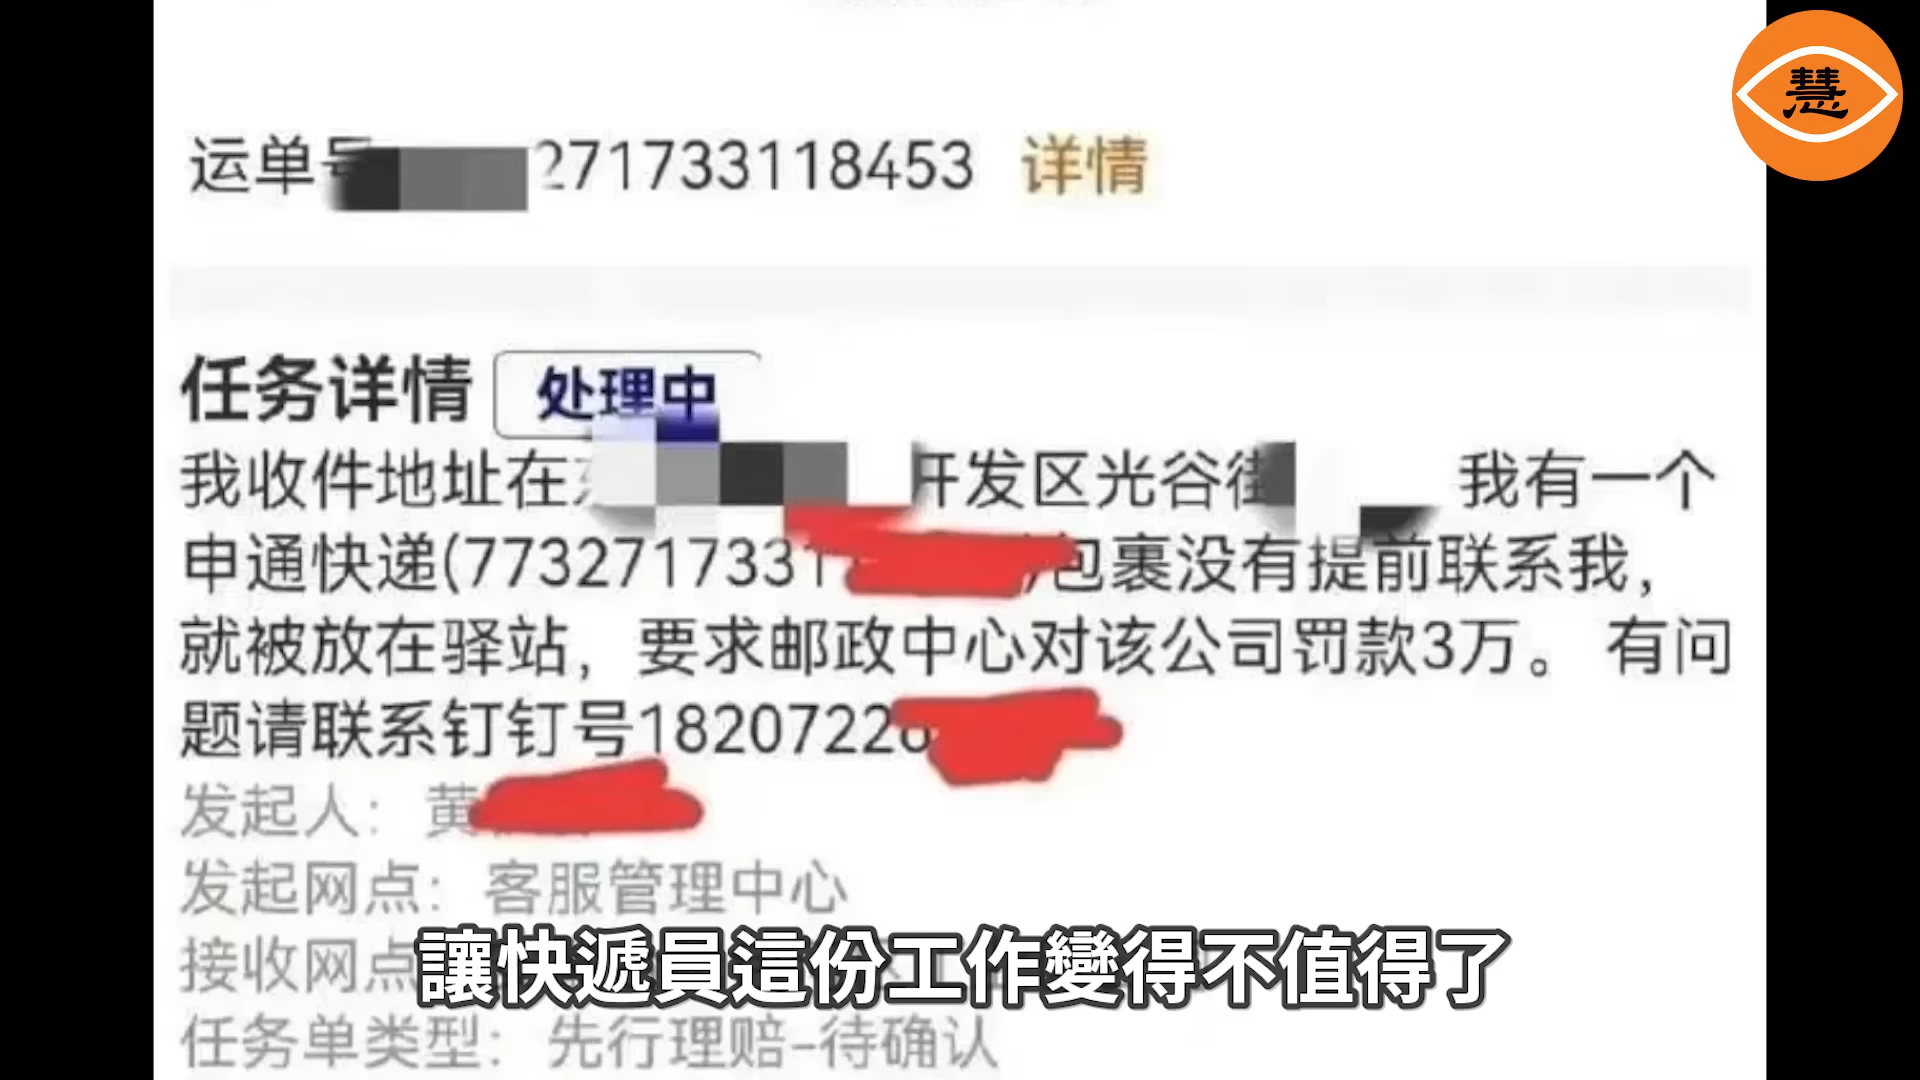 慧
运单号 271733118453 详情
任务详情 处理中
我收件地址在 开发区光谷街 我有一个
申通快递(7732717331 )包裹没有提前联系我，
就被放在驿站，要求邮政中心对该公司罚款3万。 有问
题请联系钉钉号18207226
发起人：黄
发起网点：客服管理中心
接收网点
讓快遞員這份工作變得不值得了
任务单类型：先行理赔-待确认